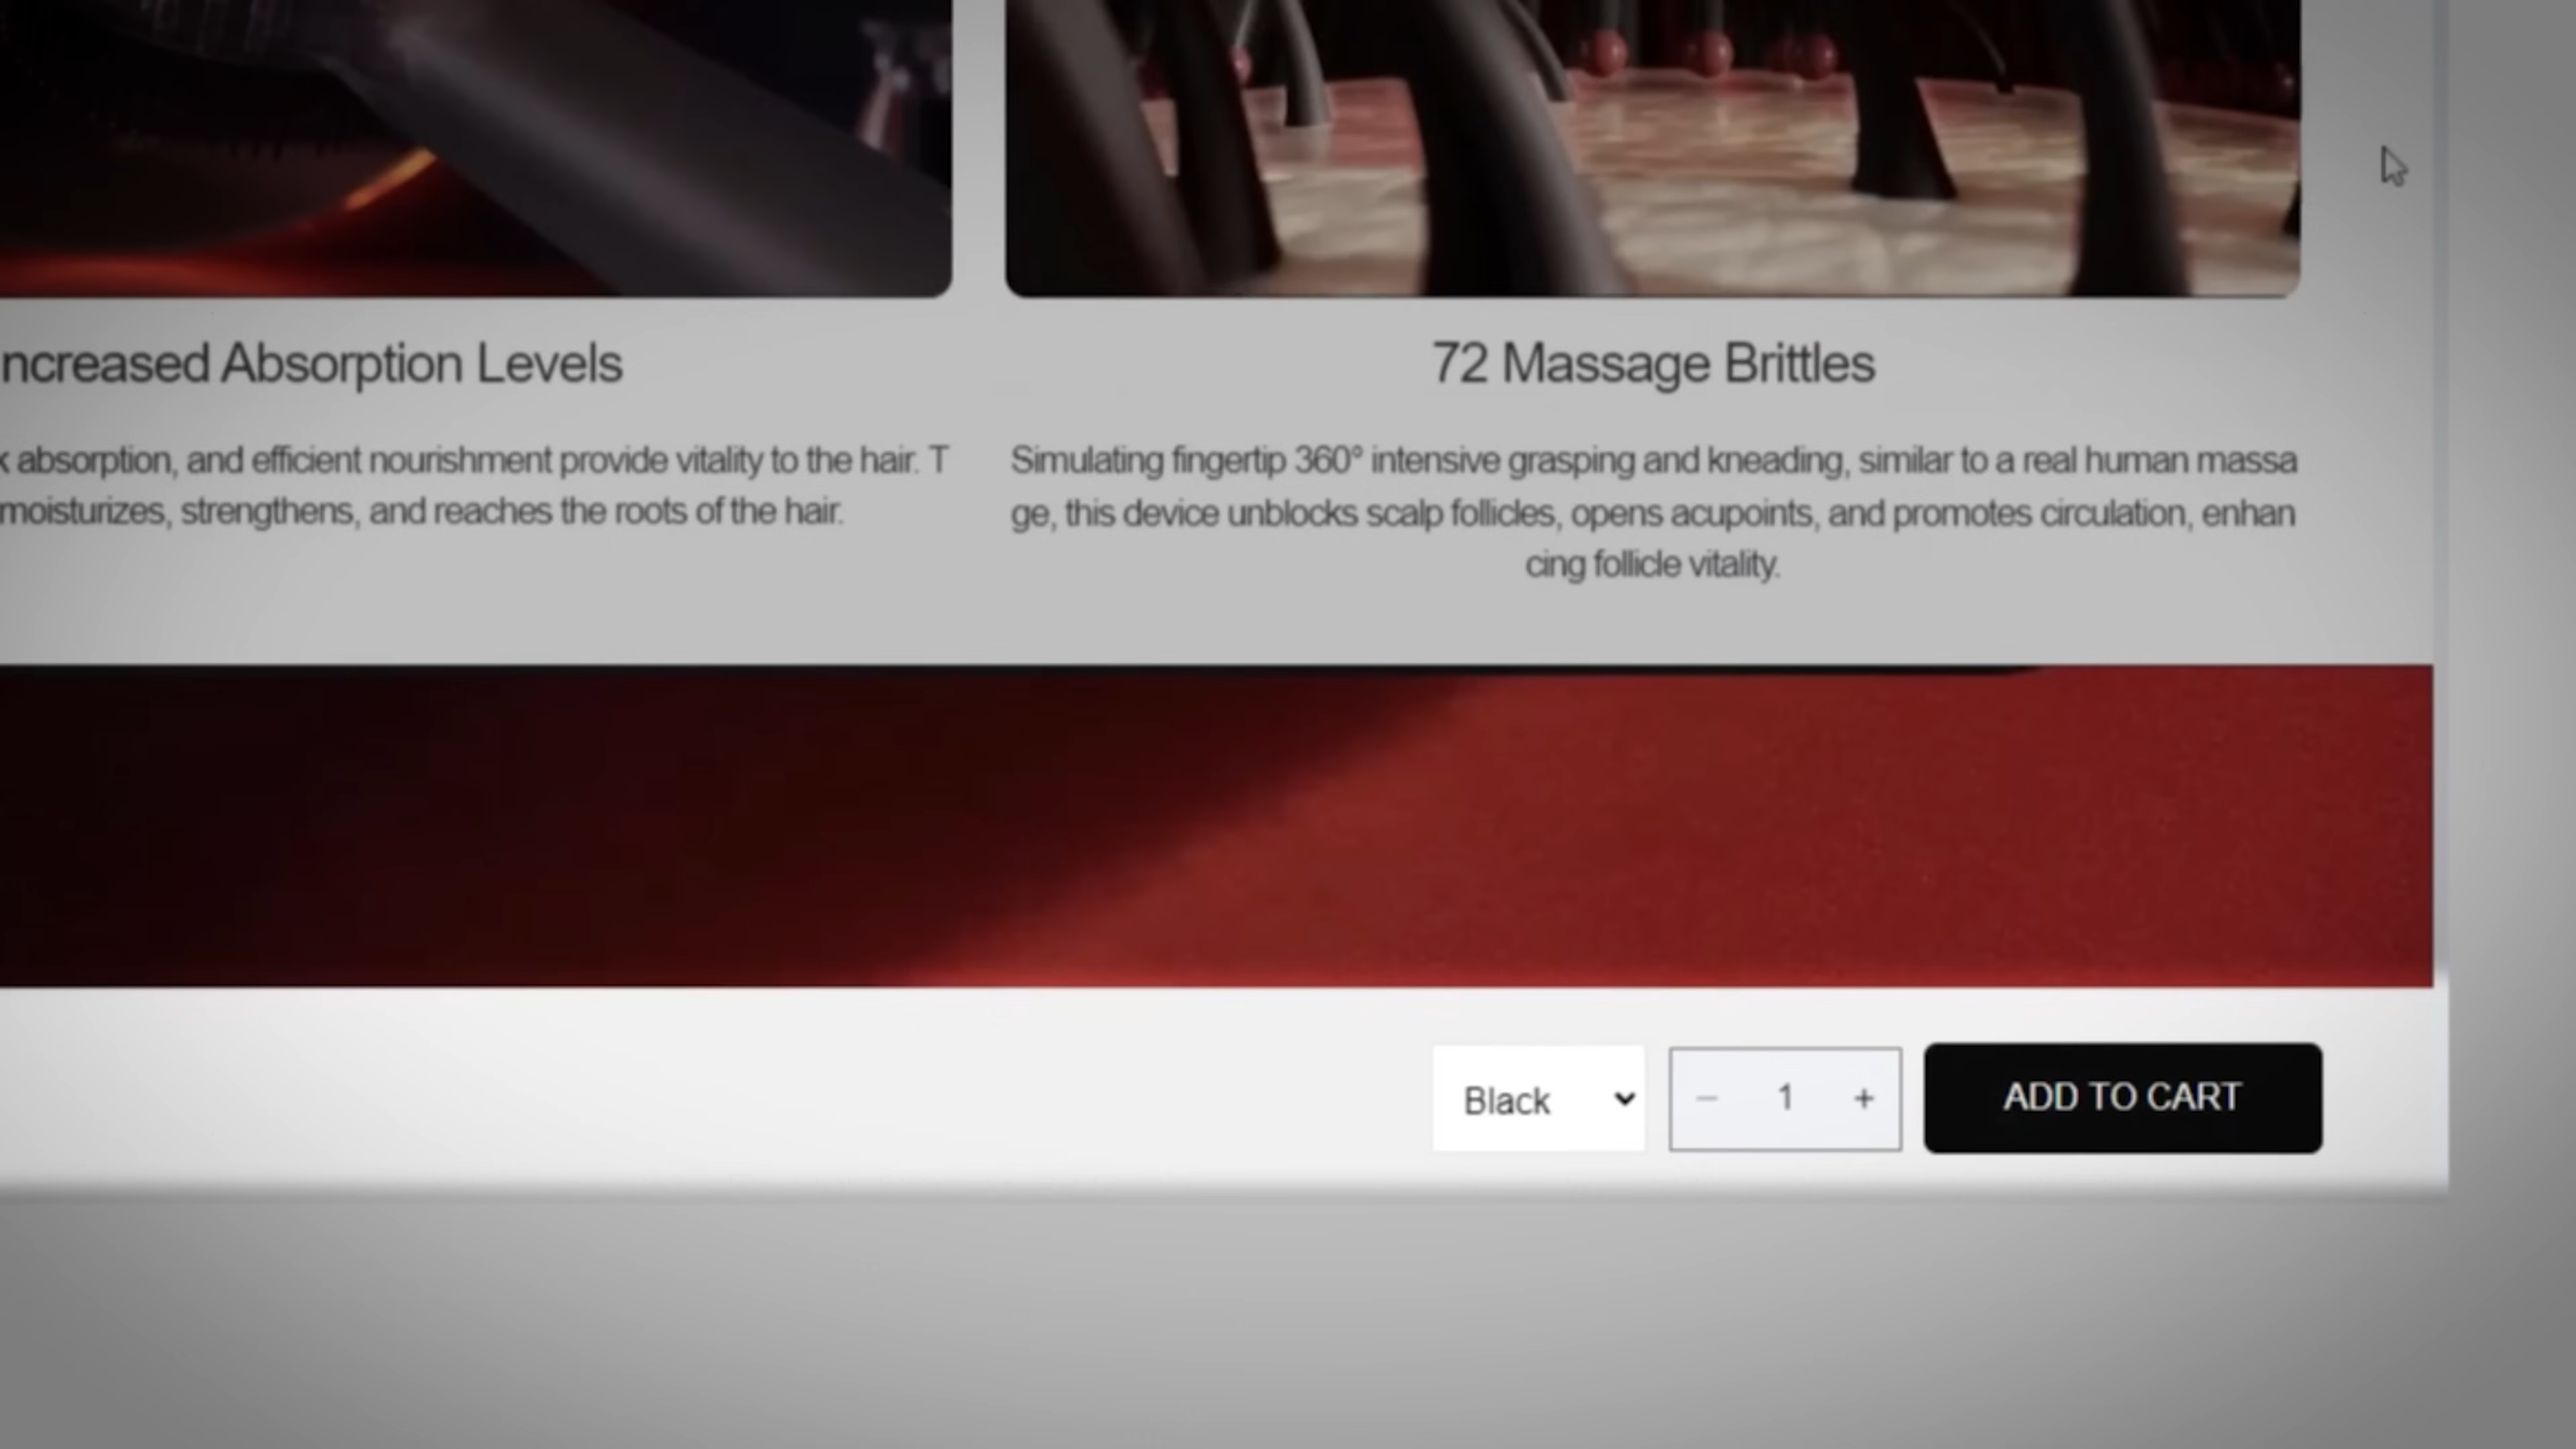 ncreased Absorption Levels
absorption, and efficient nourishment provide vitality to the hair. T
moisturizes, strengthens, and reaches the roots of the hair.
72 Massage Brittles
Simulating fingertip 360° intensive grasping and kneading, similar to a real human massa
ge, this device unblocks scalp follicles, opens acupoints, and promotes circulation, enhan
cing follicle vitality.
Black
− 1 +
ADD TO CART